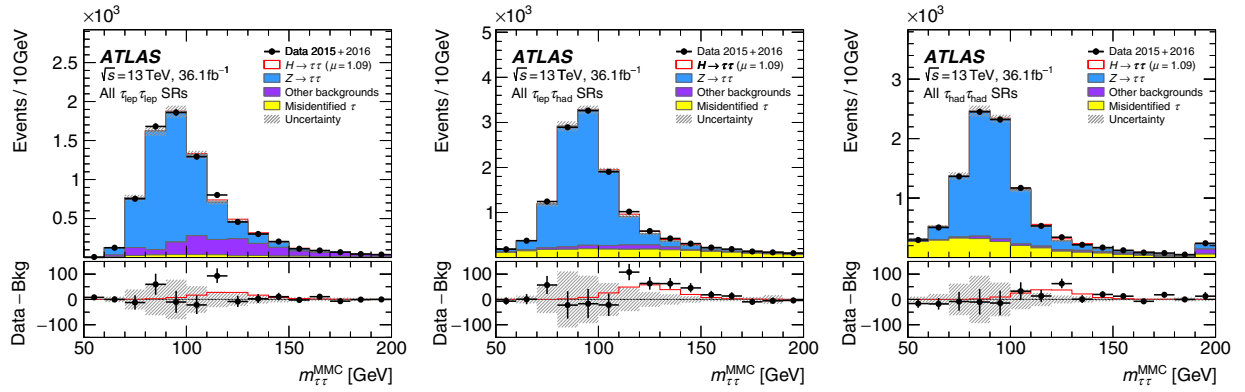 ×10³
Events / 10 GeV
2.5
2
1.5
1
0.5
ATLAS
√s = 13 TeV, 36.1 fb⁻¹
All τlep τlep SRs
Data 2015 + 2016
H → ττ (μ = 1.09)
Z → ττ
Other backgrounds
Misidentified τ
Uncertainty
Data − Bkg
100
0
−100
50 100 150 200
m_ττ^MMC [GeV]
×10³
Events / 10 GeV
5
4
3
2
1
ATLAS
√s = 13 TeV, 36.1 fb⁻¹
All τlep τhad SRs
Data 2015 + 2016
H → ττ (μ = 1.09)
Z → ττ
Other backgrounds
Misidentified τ
Uncertainty
Data − Bkg
100
0
−100
50 100 150 200
m_ττ^MMC [GeV]
×10³
Events / 10 GeV
3
2
1
ATLAS
√s = 13 TeV, 36.1 fb⁻¹
All τhad τhad SRs
Data 2015 + 2016
H → ττ (μ = 1.09)
Z → ττ
Other backgrounds
Misidentified τ
Uncertainty
Data − Bkg
100
0
−100
50 100 150 200
m_ττ^MMC [GeV]